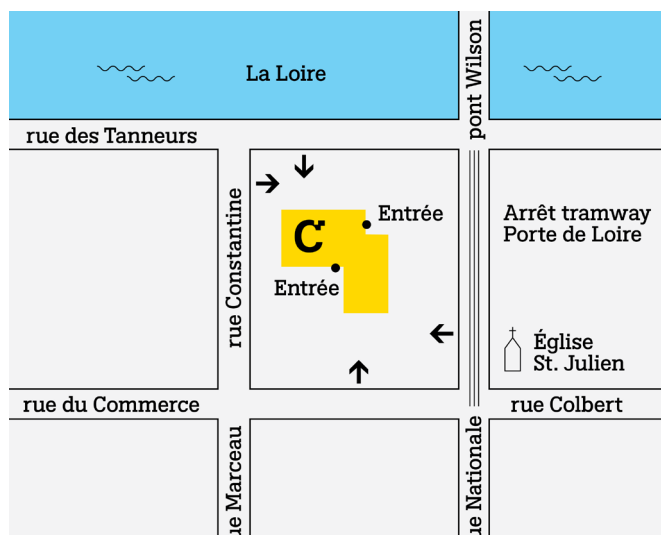 La Loire
pont Wilson
rue des Tanneurs
Entrée
Arrêt tramway
Porte de Loire
C
rue Constantine
Entrée
Église
St. Julien
rue du Commerce
rue Colbert
ue Marceau
ue Nationale